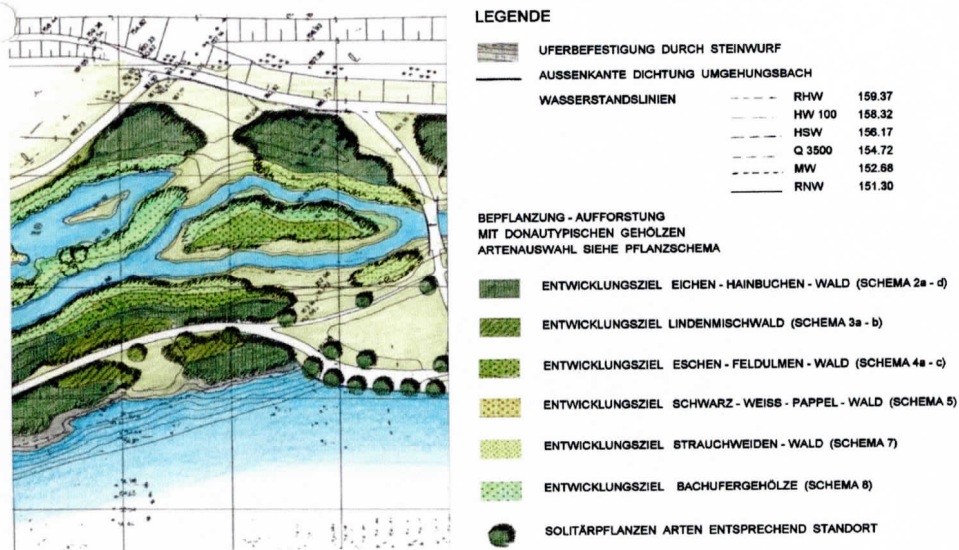 LEGENDE
UFERBEFESTIGUNG DURCH STEINWURF
AUSSENKANTE DICHTUNG UMGEHUNGSBACH
WASSERSTANDSLINIEN
RHW 159.37
HW 100 158.32
HSW 156.17
Q 3500 154.72
MW 152.68
RNW 151.30
BEPFLANZUNG - AUFFORSTUNG
MIT DONAUTYPISCHEN GEHÖLZEN
ARTENAUSWAHL SIEHE PFLANZSCHEMA
ENTWICKLUNGSZIEL EICHEN - HAINBUCHEN - WALD (SCHEMA 2a - d)
ENTWICKLUNGSZIEL LINDENMISCHWALD (SCHEMA 3a - b)
ENTWICKLUNGSZIEL ESCHEN - FELDULMEN - WALD (SCHEMA 4a - c)
ENTWICKLUNGSZIEL SCHWARZ - WEISS - PAPPEL - WALD (SCHEMA 5)
ENTWICKLUNGSZIEL STRAUCHWEIDEN - WALD (SCHEMA 7)
ENTWICKLUNGSZIEL BACHUFERGEHÖLZE (SCHEMA 8)
SOLITÄRPFLANZEN ARTEN ENTSPRECHEND STANDORT